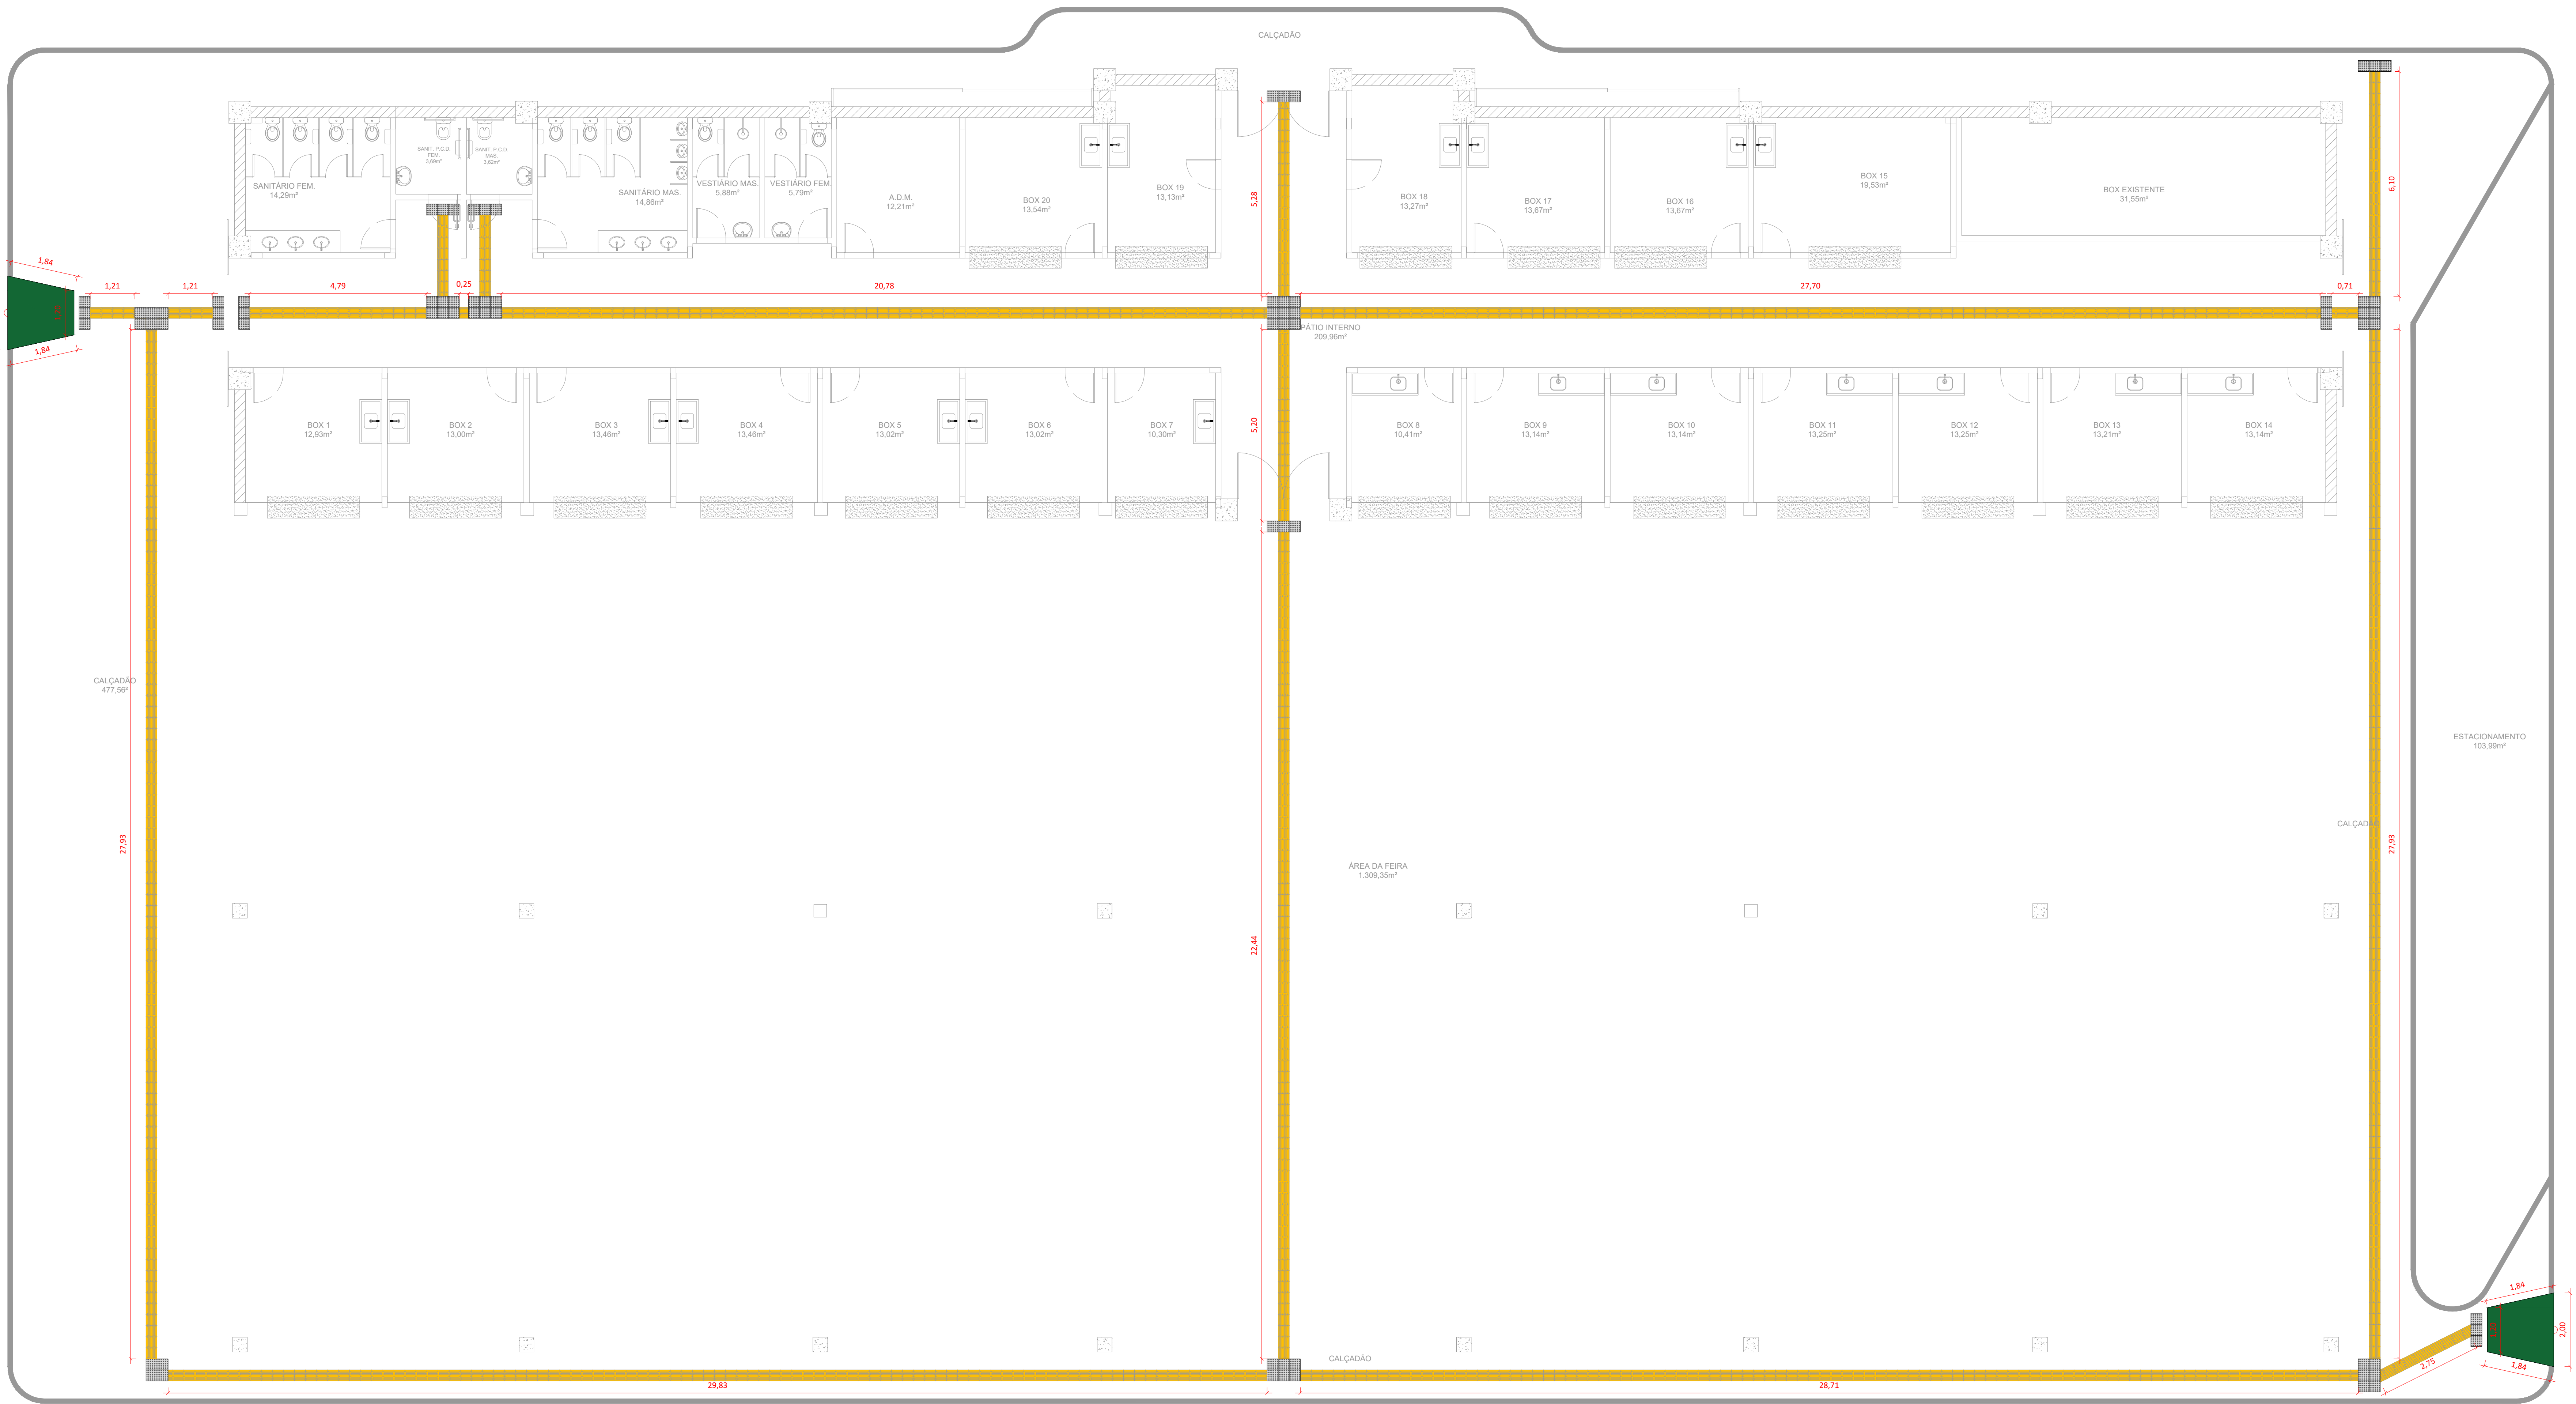 CALÇADÃO
SANITÁRIO FEM.
14,29m²
SANIT. P.C.D.
FEM.
3,69m²
SANIT. P.C.D.
MAS.
3,62m²
SANITÁRIO MAS.
14,86m²
VESTIÁRIO MAS.
5,88m²
VESTIÁRIO FEM.
5,79m²
A.D.M.
12,21m²
BOX 20
13,54m²
BOX 19
13,13m²
5,28
BOX 18
13,27m²
BOX 17
13,67m²
BOX 16
13,67m²
BOX 15
19,53m²
BOX EXISTENTE
31,55m²
6,10
1,84
1,21
1,21
4,79
0,25
20,78
27,70
0,71
1,84
PÁTIO INTERNO
209,96m²
BOX 1
12,93m²
BOX 2
13,00m²
BOX 3
13,46m²
BOX 4
13,46m²
BOX 5
13,02m²
BOX 6
13,02m²
BOX 7
10,30m²
5,20
BOX 8
10,41m²
BOX 9
13,14m²
BOX 10
13,14m²
BOX 11
13,25m²
BOX 12
13,25m²
BOX 13
13,21m²
BOX 14
13,14m²
CALÇADÃO
477,56²
ESTACIONAMENTO
103,99m²
CALÇADÃO
27,93
27,93
ÁREA DA FEIRA
1.309,35m²
22,44
1,84
2,00
CALÇADÃO
2,75
1,84
29,83
28,71